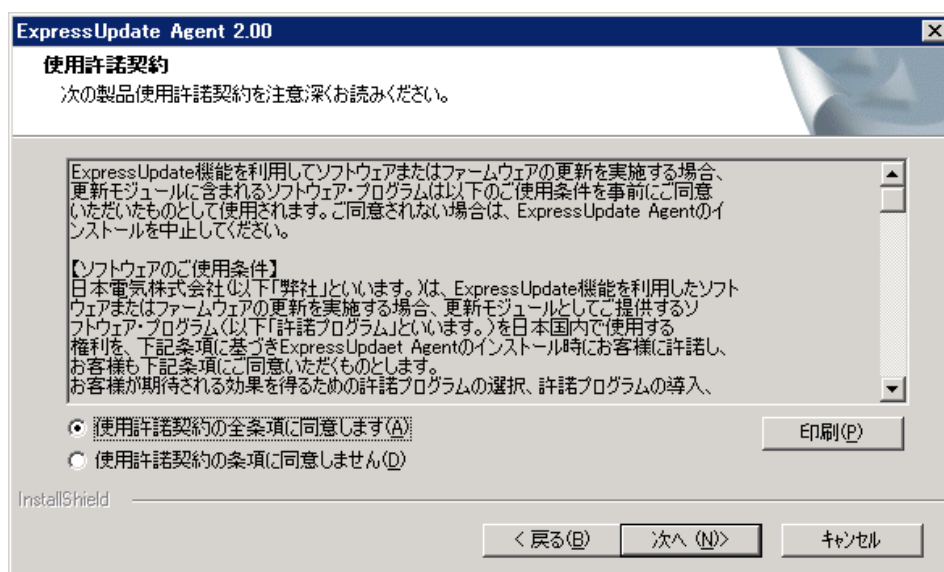 ExpressUpdate Agent 2.00
使用許諾契約
次の製品使用許諾契約を注意深くお読みください。
ExpressUpdate機能を利用してソフトウェアまたはファームウェアの更新を実施する場合、
更新モジュールに含まれるソフトウェア・プログラムは以下のご使用条件を事前にご同意
いただいたものとして使用されます。ご同意されない場合は、ExpressUpdate Agentのイ
ンストールを中止してください。
【ソフトウェアのご使用条件】
日本電気株式会社(以下「弊社」といいます。)は、ExpressUpdate機能を利用したソフト
ウェアまたはファームウェアの更新を実施する場合、更新モジュールとしてご提供するソ
フトウェア・プログラム(以下「許諾プログラム」といいます。)を日本国内で使用する
権利を、下記条項に基づきExpressUpdaet Agentのインストール時にお客様に許諾し、
お客様も下記条項にご同意いただくものとします。
お客様が期待される効果を得るための許諾プログラムの選択、許諾プログラムの導入、
使用許諾契約の全条項に同意します(A)
印刷(P)
使用許諾契約の条項に同意しません(D)
InstallShield
< 戻る(B)
次へ (N)>
キャンセル